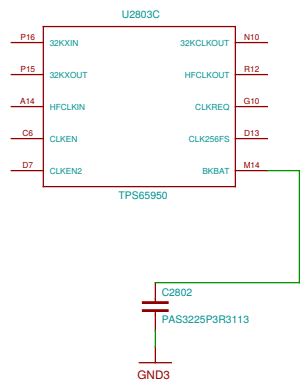 U2803C
P16 32KXIN 32KCLKOUT N10
P15 32KXOUT HFCLKOUT R12
A14 HFCLKIN CLKREQ G10
C6 CLKEN CLK256FS D13
D7 CLKEN2 BKBAT M14
TPS65950
C2802
PAS3225P3R3113
GND3